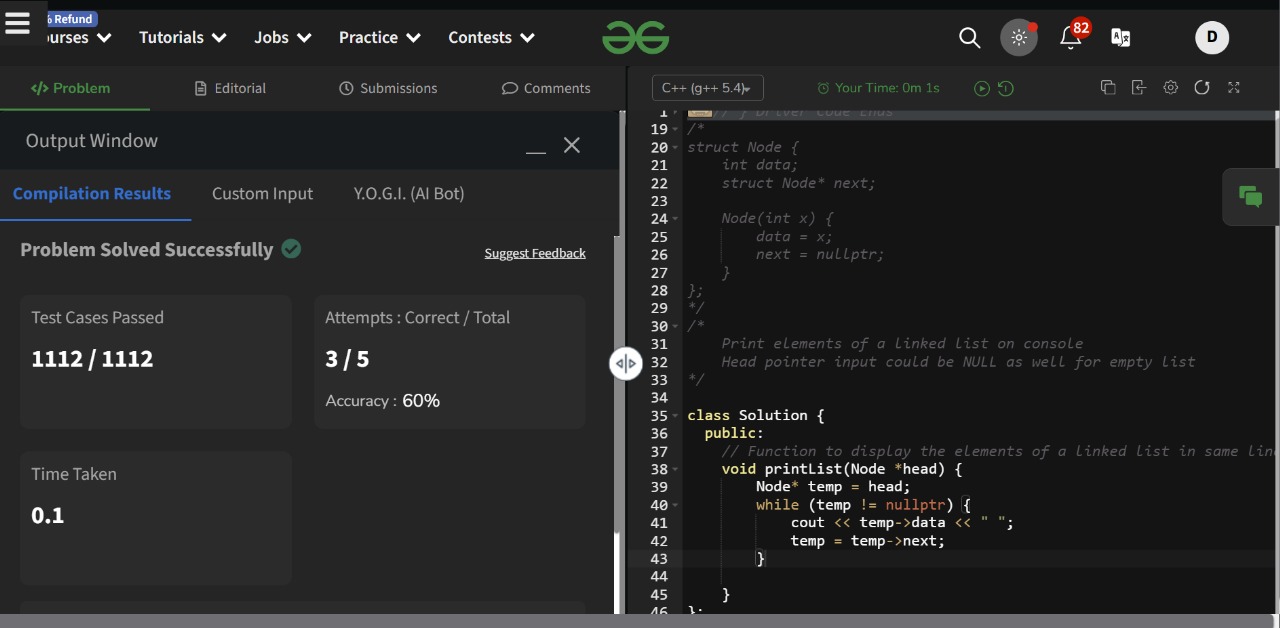 % Refund
Courses
Tutorials
Jobs
Practice
Contests
82
D
</> Problem
Editorial
Submissions
Comments
C++ (g++ 5.4)
Your Time: 0m 1s
Output Window
Compilation Results
Custom Input
Y.O.G.I. (AI Bot)
Problem Solved Successfully
Suggest Feedback
Test Cases Passed
1112 / 1112
Attempts : Correct / Total
3 / 5
Accuracy : 60%
Time Taken
0.1
1 // } Driver Code Ends
19 /*
20 struct Node {
21 int data;
22 struct Node* next;
23
24 Node(int x) {
25 data = x;
26 next = nullptr;
27 }
28 };
29 */
30 /*
31 Print elements of a linked list on console
32 Head pointer input could be NULL as well for empty list
33 */
34
35 class Solution {
36 public:
37 // Function to display the elements of a linked list in same lin
38 void printList(Node *head) {
39 Node* temp = head;
40 while (temp != nullptr) {
41 cout << temp->data << " ";
42 temp = temp->next;
43 }
44
45 }
46 };